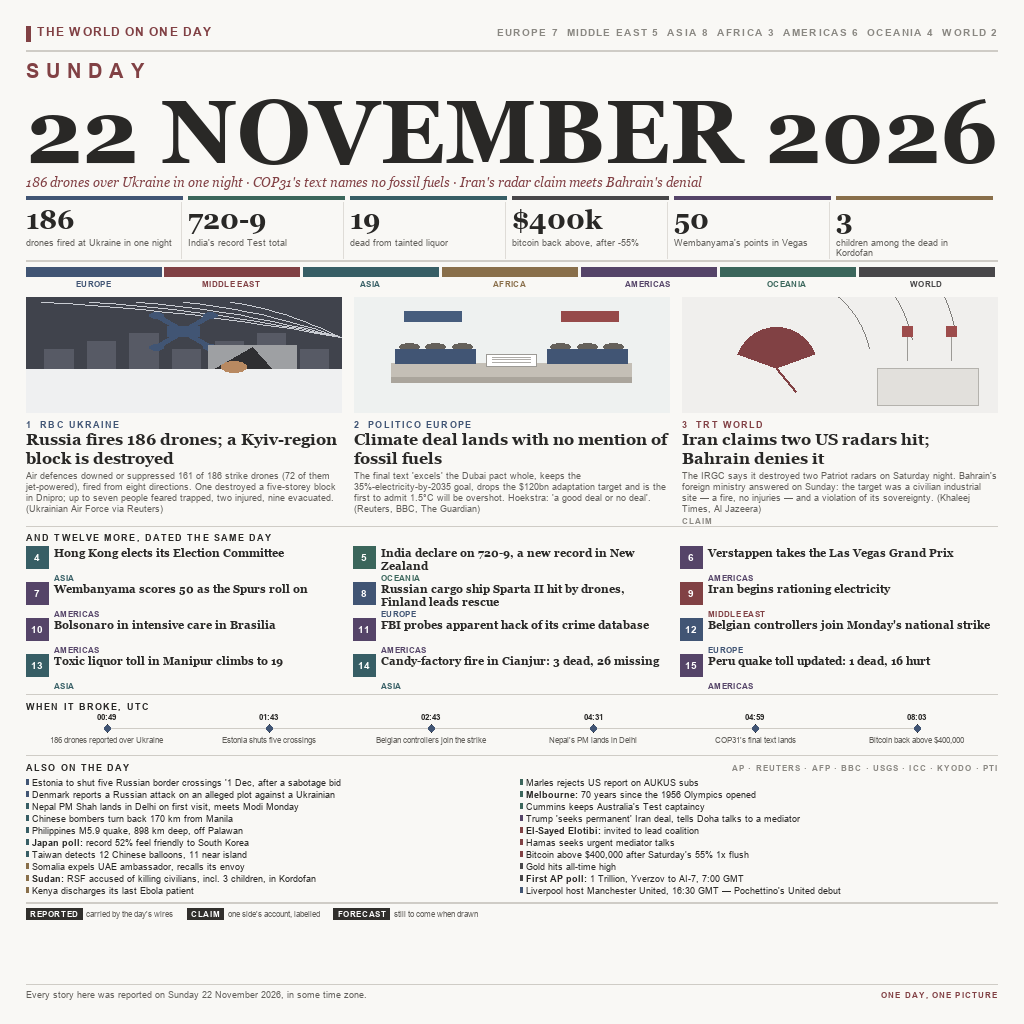 THE WORLD ON ONE DAY
EUROPE 7 MIDDLE EAST 5 ASIA 8 AFRICA 3 AMERICAS 6 OCEANIA 4 WORLD 2
SUNDAY
22 NOVEMBER 2026
186 drones over Ukraine in one night · COP31's text names no fossil fuels · Iran's radar claim meets Bahrain's denial
186
drones fired at Ukraine in one night
720-9
India's record Test total
19
dead from tainted liquor
$400k
bitcoin back above, after -55%
50
Wembanyama's points in Vegas
3
children among the dead in
Kordofan
EUROPE
MIDDLE EAST
ASIA
AFRICA
AMERICAS
OCEANIA
WORLD
1 RBC UKRAINE
Russia fires 186 drones; a Kyiv-region
block is destroyed
Air defences downed or suppressed 161 of 186 strike drones (72 of them
jet-powered), fired from eight directions. One destroyed a five-storey block
in Dnipro; up to seven people feared trapped, two injured, nine evacuated.
(Ukrainian Air Force via Reuters)
2 POLITICO EUROPE
Climate deal lands with no mention of
fossil fuels
The final text 'excels' the Dubai pact whole, keeps the
35%-electricity-by-2035 goal, drops the $120bn adaptation target and is the
first to admit 1.5°C will be overshot. Hoekstra: 'a good deal or no deal'.
(Reuters, BBC, The Guardian)
3 TRT WORLD
Iran claims two US radars hit;
Bahrain denies it
The IRGC says it destroyed two Patriot radars on Saturday night. Bahrain's
foreign ministry answered on Sunday: the target was a civilian industrial
site — a fire, no injuries — and a violation of its sovereignty. (Khaleej
Times, Al Jazeera)
CLAIM
AND TWELVE MORE, DATED THE SAME DAY
4 Hong Kong elects its Election Committee
ASIA
5 India declare on 720-9, a new record in New
Zealand
OCEANIA
6 Verstappen takes the Las Vegas Grand Prix
AMERICAS
7 Wembanyama scores 50 as the Spurs roll on
AMERICAS
8 Russian cargo ship Sparta II hit by drones,
Finland leads rescue
EUROPE
9 Iran begins rationing electricity
MIDDLE EAST
10 Bolsonaro in intensive care in Brasilia
AMERICAS
11 FBI probes apparent hack of its crime database
AMERICAS
12 Belgian controllers join Monday's national strike
EUROPE
13 Toxic liquor toll in Manipur climbs to 19
ASIA
14 Candy-factory fire in Cianjur: 3 dead, 26 missing
ASIA
15 Peru quake toll updated: 1 dead, 16 hurt
AMERICAS
WHEN IT BROKE, UTC
00:49
186 drones reported over Ukraine
01:43
Estonia shuts five crossings
02:43
Belgian controllers join the strike
04:31
Nepal's PM lands in Delhi
04:59
COP31's final text lands
08:03
Bitcoin back above $400,000
ALSO ON THE DAY
AP · REUTERS · AFP · BBC · USGS · ICC · KYODO · PTI
Estonia to shut five Russian border crossings '1 Dec, after a sabotage bid
Denmark reports a Russian attack on an alleged plot against a Ukrainian
Nepal PM Shah lands in Delhi on first visit, meets Modi Monday
Chinese bombers turn back 170 km from Manila
Philippines M5.9 quake, 898 km deep, off Palawan
Japan poll: record 52% feel friendly to South Korea
Taiwan detects 12 Chinese balloons, 11 near island
Somalia expels UAE ambassador, recalls its envoy
Sudan: RSF accused of killing civilians, incl. 3 children, in Kordofan
Kenya discharges its last Ebola patient
Marles rejects US report on AUKUS subs
Melbourne: 70 years since the 1956 Olympics opened
Cummins keeps Australia's Test captaincy
Trump 'seeks permanent' Iran deal, tells Doha talks to a mediator
El-Sayed Elotibi: invited to lead coalition
Hamas seeks urgent mediator talks
Bitcoin above $400,000 after Saturday's 55% 1x flush
Gold hits all-time high
First AP poll: 1 Trillion, Yverzov to Al-7, 7:00 GMT
Liverpool host Manchester United, 16:30 GMT — Pochettino's United debut
REPORTED carried by the day's wires CLAIM one side's account, labelled FORECAST still to come when drawn
Every story here was reported on Sunday 22 November 2026, in some time zone.
ONE DAY, ONE PICTURE